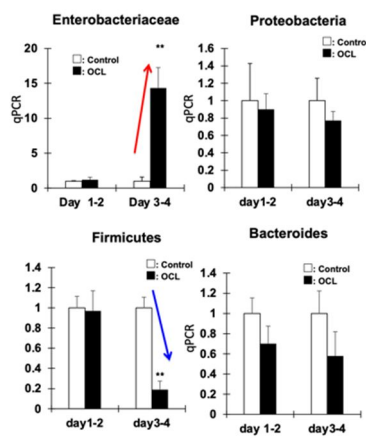 Enterobacteriaceae
: Control
: OCL
qPCR
20
15
10
5
0
**
Day 1-2
Day 3-4
Proteobacteria
: Control
: OCL
qPCR
1.6
1.4
1.2
1
0.8
0.6
0.4
0.2
0
day1-2
day3-4
Firmicutes
: Control
: OCL
1.4
1.2
1
0.8
0.6
0.4
0.2
0
**
day1-2
day3-4
Bacteroides
: Control
: OCL
qPCR
1.4
1.2
1
0.8
0.6
0.4
0.2
0
day 1-2
day3-4